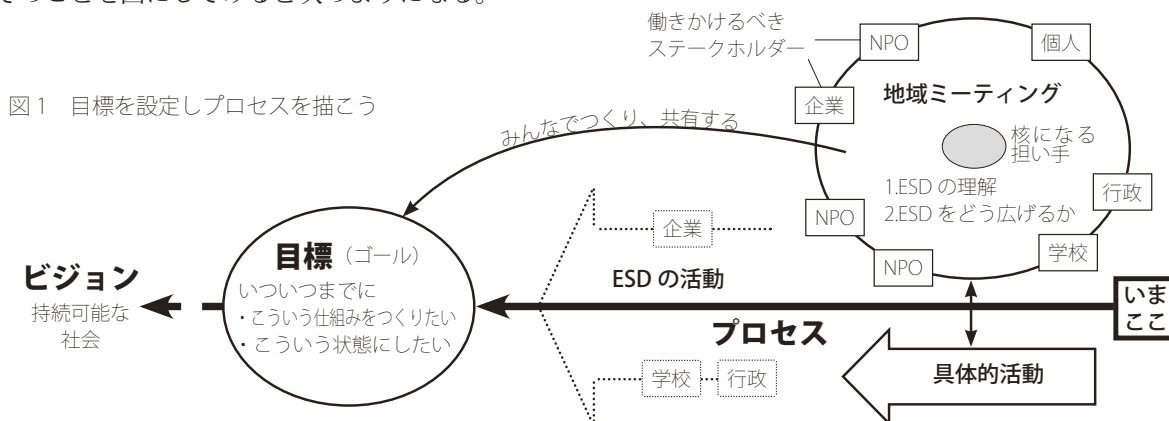 そのことを図にしてみると次のようになる。
図1 目標を設定しプロセスを描こう
働きかけるべき
ステークホルダー
NPO
個人
企業
地域ミーティング
核になる
担い手
1.ESD の理解
2.ESD をどう広げるか
行政
NPO
NPO
学校
みんなでつくり、共有する
ビジョン
持続可能な
社会
目標（ゴール）
いついつまでに
・こういう仕組みをつくりたい
・こういう状態にしたい
企業
ESD の活動
プロセス
学校
行政
具体的活動
いま
ここ